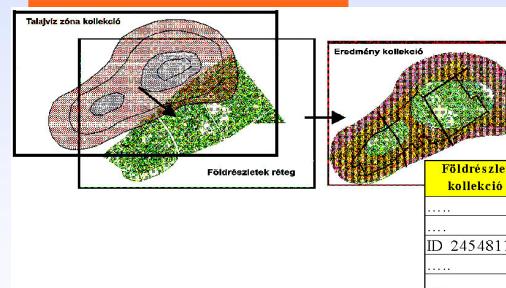 Talajvíz zóna kollekció
Eredmény kollekció
Földrészletek réteg
Földrészle
kollekció
.....
....
ID 245481
.....